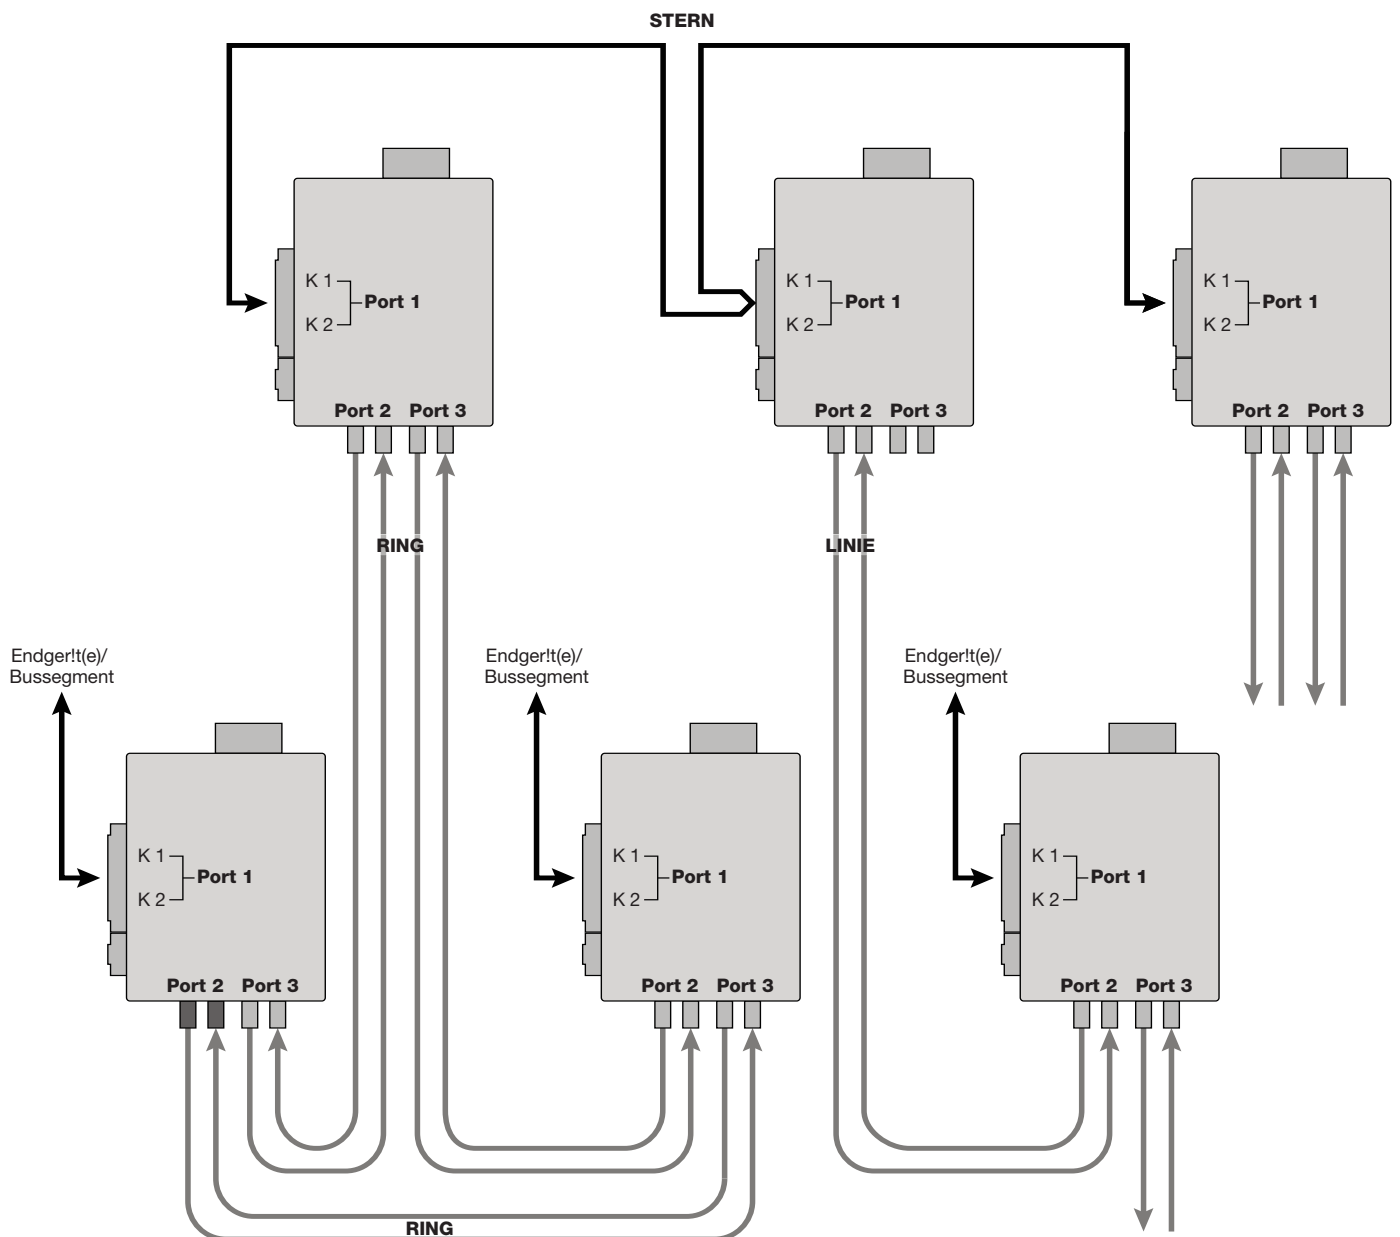 STERN
K 1
Port 1
K 2
Port 2 Port 3
K 1
Port 1
K 2
Port 2 Port 3
K 1
Port 1
K 2
Port 2 Port 3
RING
LINIE
Endger!t(e)/
Bussegment
Endger!t(e)/
Bussegment
Endger!t(e)/
Bussegment
K 1
Port 1
K 2
Port 2 Port 3
K 1
Port 1
K 2
Port 2 Port 3
K 1
Port 1
K 2
Port 2 Port 3
RING